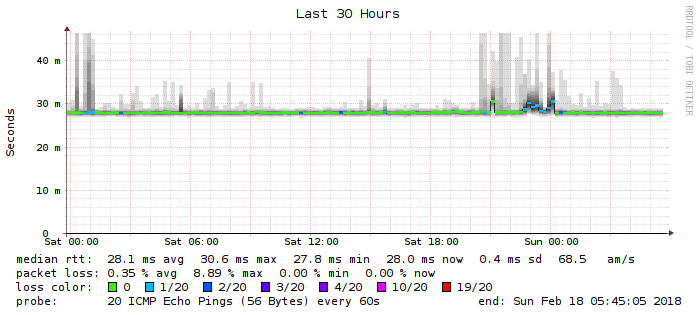 Last 30 Hours
RRDTOOL / TOBI OETIKER
Seconds
40 m
30 m
20 m
10 m
0
Sat 00:00 Sat 06:00 Sat 12:00 Sat 18:00 Sun 00:00
median rtt: 28.1 ms avg 30.6 ms max 27.8 ms min 28.0 ms now 0.4 ms sd 68.5 am/s
packet loss: 0.35 % avg 8.89 % max 0.00 % min 0.00 % now
loss color: 0 1/20 2/20 3/20 4/20 10/20 19/20
probe: 20 ICMP Echo Pings (56 Bytes) every 60s end: Sun Feb 18 05:45:05 2018